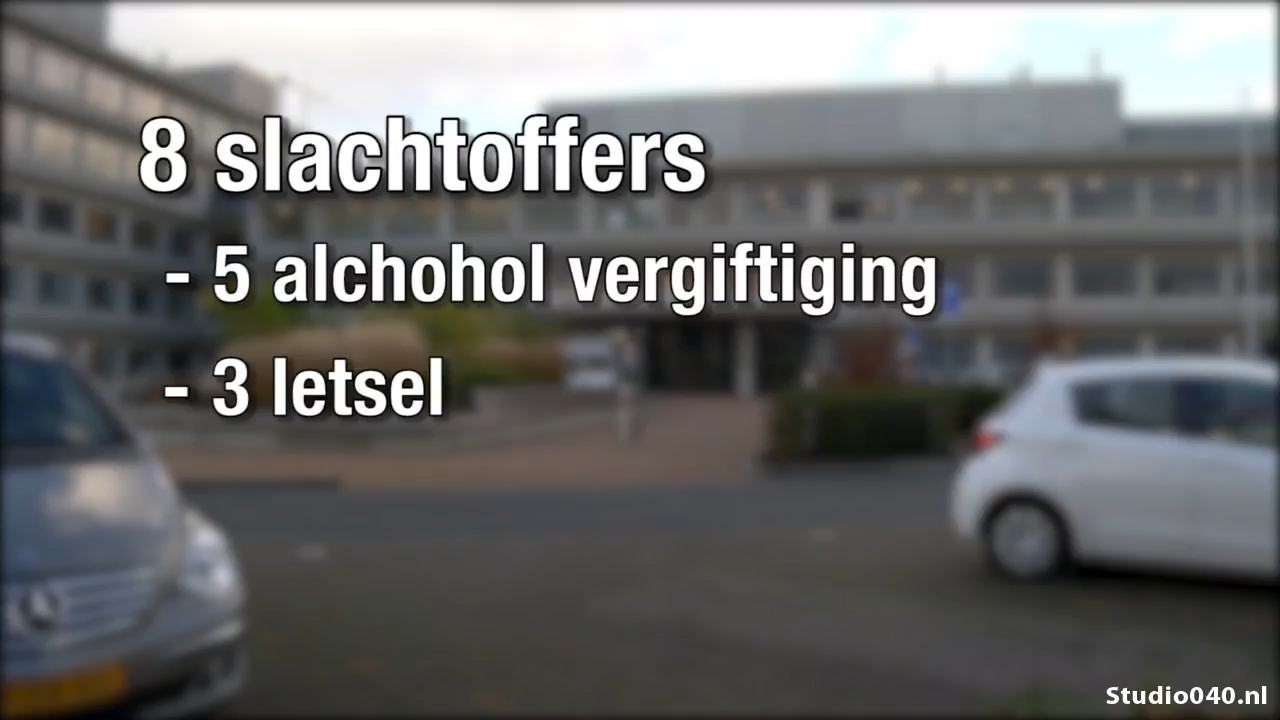 8 slachtoffers
- 5 alchohol vergiftiging
- 3 letsel
Studio040.nl